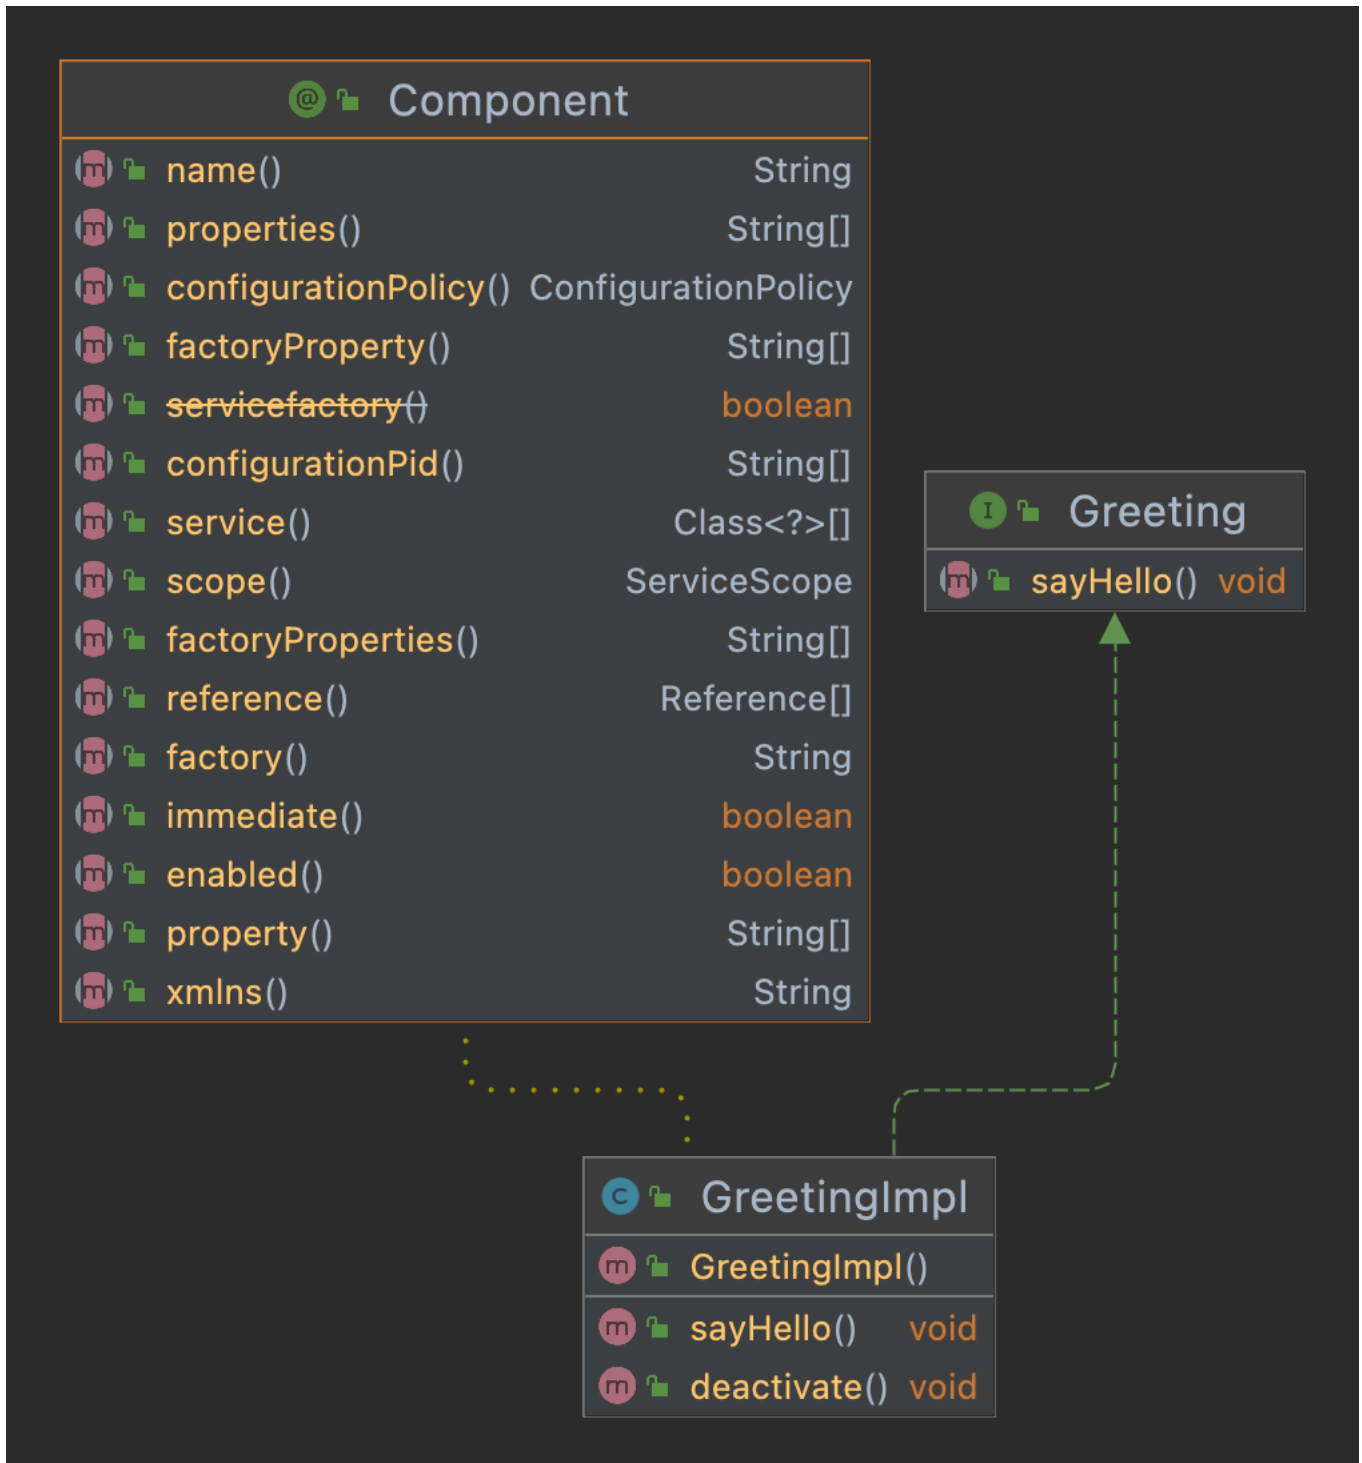 @ Component
m name() String
m properties() String[]
m configurationPolicy() ConfigurationPolicy
m factoryProperty() String[]
m servicefactory() boolean
m configurationPid() String[]
m service() Class<?>[]
m scope() ServiceScope
m factoryProperties() String[]
m reference() Reference[]
m factory() String
m immediate() boolean
m enabled() boolean
m property() String[]
m xmlns() String
I Greeting
m sayHello() void
C GreetingImpl
m GreetingImpl()
m sayHello() void
m deactivate() void